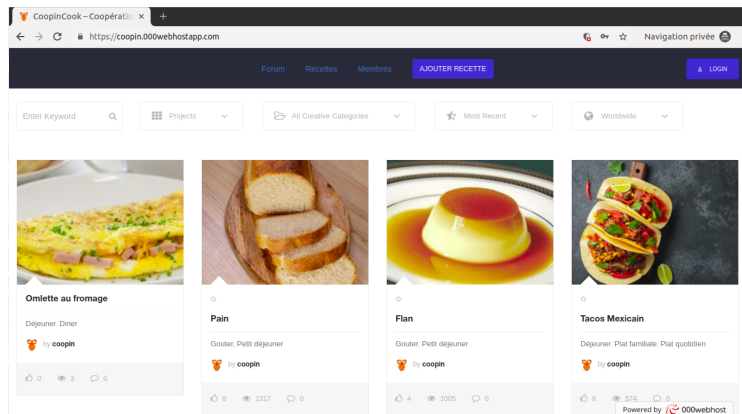 CoopinCook – Coopératio
https://coopin.000webhostapp.com
Navigation privée
Forum Recettes Membres AJOUTER RECETTE LOGIN
Enter Keyword Projects All Creative Categories Most Recent Worldwide
Omlette au fromage
Déjeuner, Diner
by coopin
0 3 0
Pain
Gouter, Petit déjeuner
by coopin
8 1317 0
Flan
Gouter, Petit déjeuner
by coopin
4 1005 0
Tacos Mexicain
Déjeuner, Plat familiale, Plat quotidien
by coopin
8 574 0
Powered by 000webhost